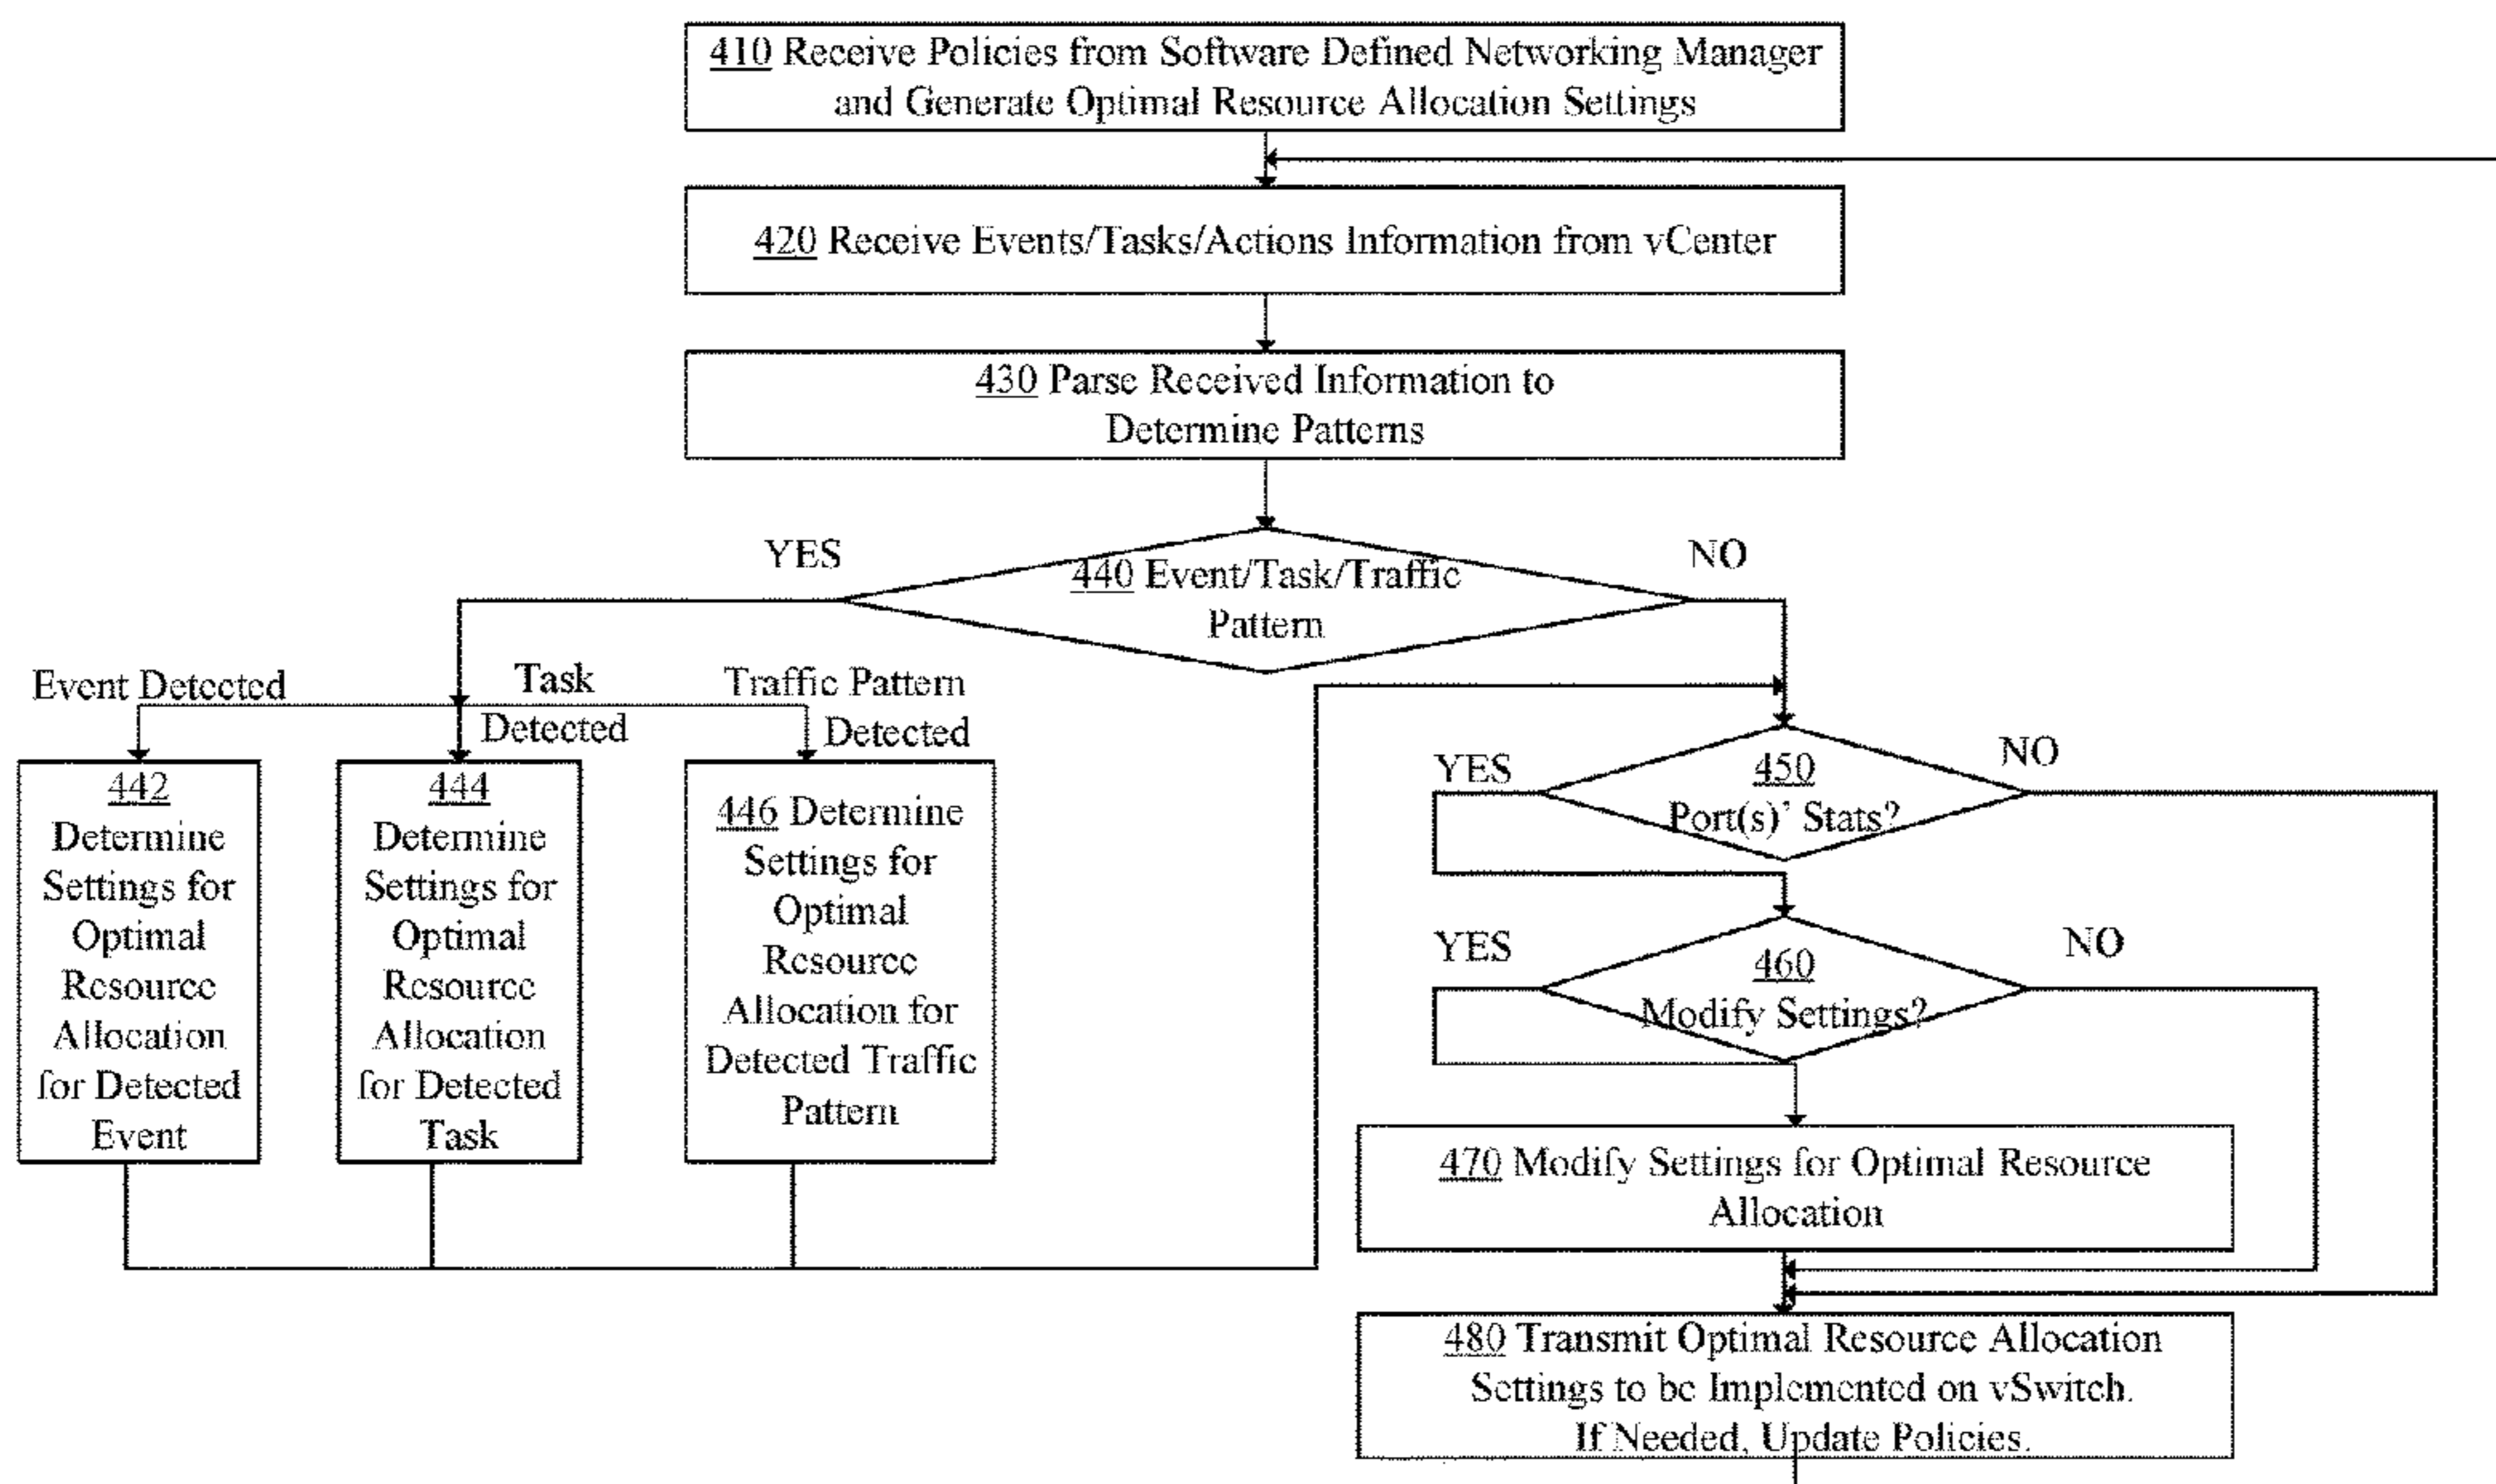 410 Receive Policies from Software Defined Networking Manager
and Generate Optimal Resource Allocation Settings
420 Receive Events/Tasks/Actions Information from vCenter
430 Parse Received Information to
Determine Patterns
YES
NO
440 Event/Task/Traffic
Pattern
Event Detected
Task
Detected
Traffic Pattern
Detected
442
Determine
Settings for
Optimal
Resource
Allocation
for Detected
Event
444
Determine
Settings for
Optimal
Resource
Allocation
for Detected
Task
446 Determine
Settings for
Optimal
Resource
Allocation for
Detected Traffic
Pattern
YES
NO
450
Port(s)' Stats?
YES
NO
460
Modify Settings?
470 Modify Settings for Optimal Resource
Allocation
480 Transmit Optimal Resource Allocation
Settings to be Implemented on vSwitch.
If Needed, Update Policies.